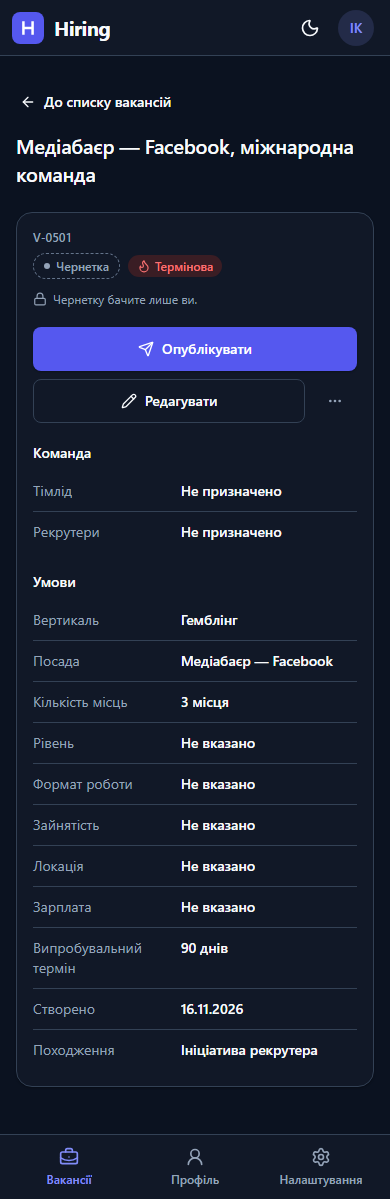 H Hiring
ІК
До списку вакансій
Медіабаєр — Facebook, міжнародна
команда
V-0501
Чернетка
Термінова
Чернетку бачите лише ви.
Опублікувати
Редагувати
Команда
Тімлід Не призначено
Рекрутери Не призначено
Умови
Вертикаль Гемблінг
Посада Медіабаєр — Facebook
Кількість місць 3 місця
Рівень Не вказано
Формат роботи Не вказано
Зайнятість Не вказано
Локація Не вказано
Зарплата Не вказано
Випробувальний 90 днів
термін
Створено 16.11.2026
Походження Ініціатива рекрутера
Вакансії Профіль Налаштування